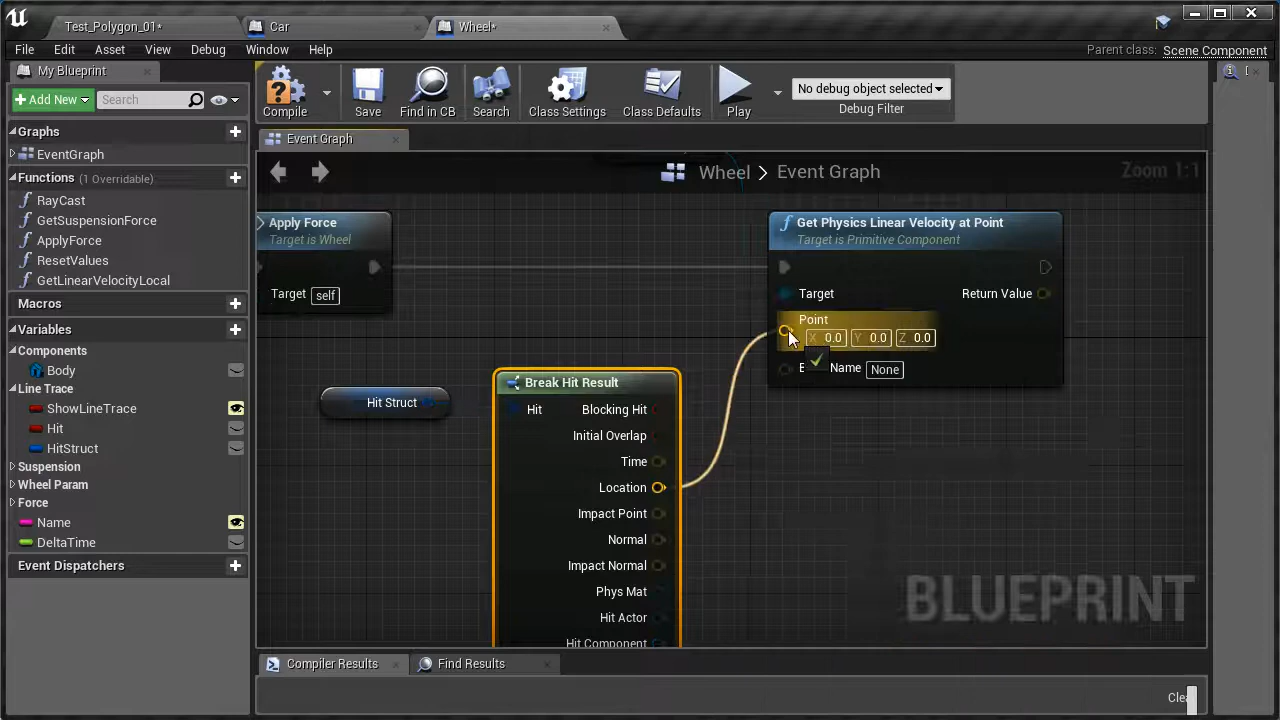 Test_Polygon_01*
Car
Wheel*
File Edit Asset View Debug Window Help
Parent class: Scene Component
My Blueprint
Add New
Search
Graphs
EventGraph
Functions (1 Overridable)
RayCast
GetSuspensionForce
ApplyForce
ResetValues
GetLinearVelocityLocal
Macros
Variables
Components
Body
Line Trace
ShowLineTrace
Hit
HitStruct
Suspension
Wheel Param
Force
Name
DeltaTime
Event Dispatchers
Compile
Save
Find in CB
Search
Class Settings
Class Defaults
Play
No debug object selected
Debug Filter
Event Graph
Wheel > Event Graph
Zoom 1:1
Apply Force
Target is Wheel
Target self
Hit Struct
Break Hit Result
Hit Blocking Hit
Initial Overlap
Time
Location
Impact Point
Normal
Impact Normal
Phys Mat
Hit Actor
Hit Component
Get Physics Linear Velocity at Point
Target is Primitive Component
Target Return Value
Point
X 0.0 Y 0.0 Z 0.0
Name None
BLUEPRINT
Compiler Results
Find Results